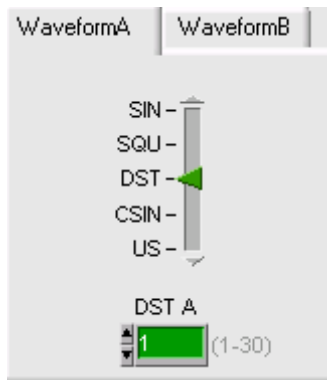 WaveformA WaveformB
SIN
SQU
DST
CSIN
US
DST A
1 (1-30)